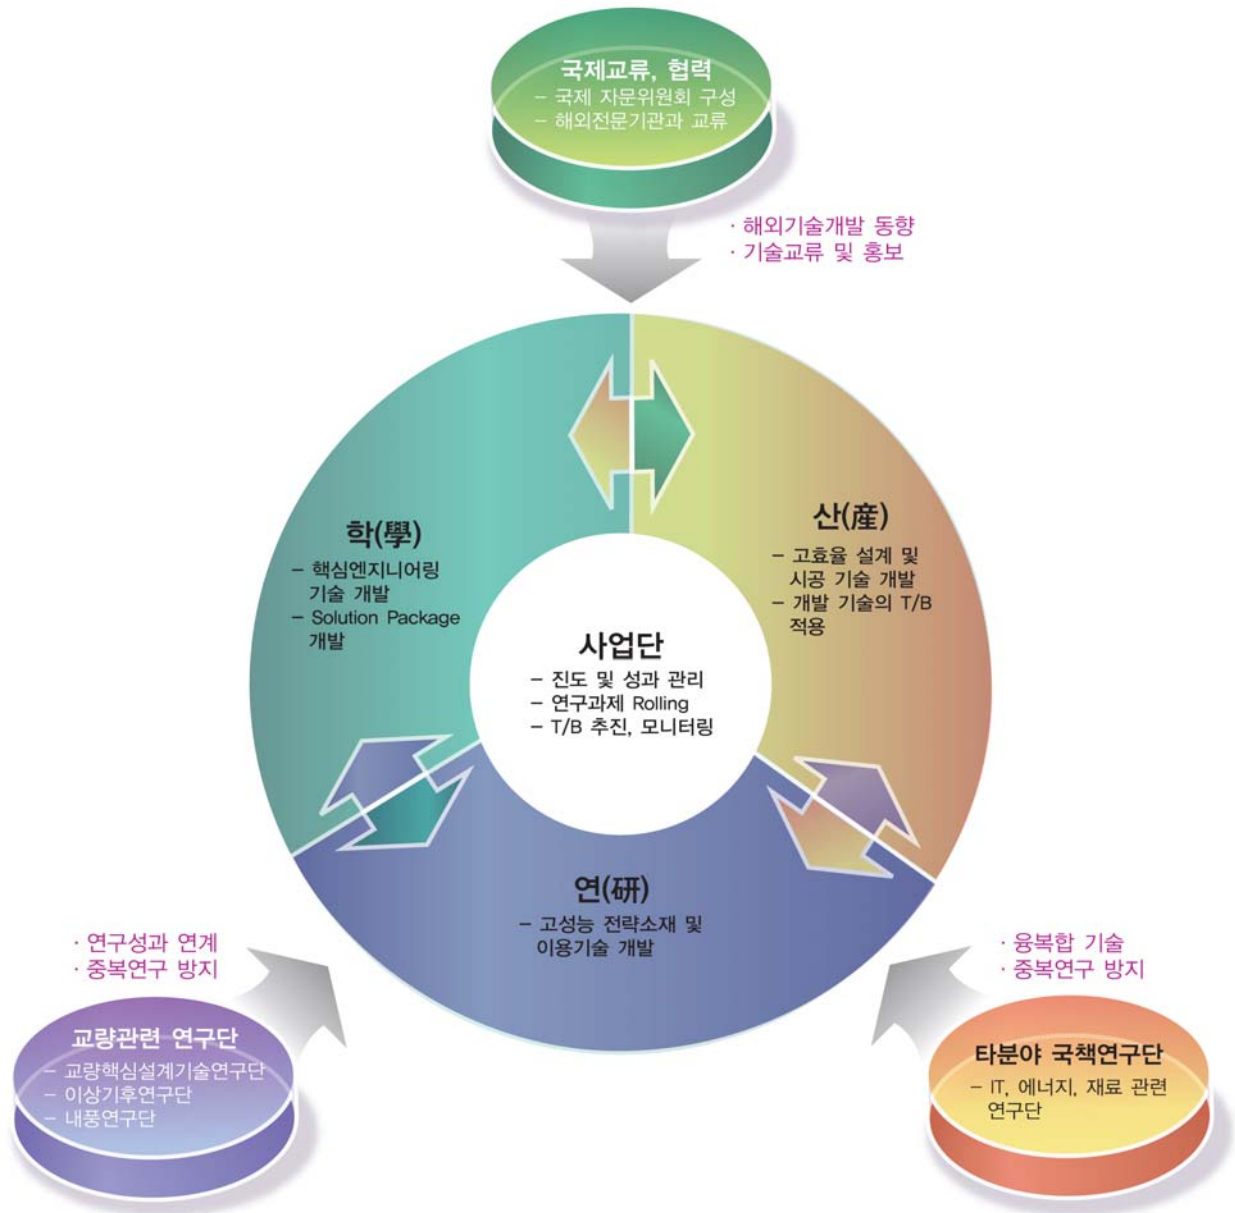 국제교류, 협력
– 국제 자문위원회 구성
– 해외전문기관과 교류
· 해외기술개발 동향
· 기술교류 및 홍보
학(學)
– 핵심엔지니어링
기술 개발
– Solution Package
개발
산(産)
– 고효율 설계 및
시공 기술 개발
– 개발 기술의 T/B
적용
사업단
– 진도 및 성과 관리
– 연구과제 Rolling
– T/B 추진, 모니터링
연(研)
– 고성능 전략소재 및
이용기술 개발
· 연구성과 연계
· 중복연구 방지
교량관련 연구단
– 교량핵심설계기술연구단
– 이상기후연구단
– 내풍연구단
· 융복합 기술
· 중복연구 방지
타분야 국책연구단
– IT, 에너지, 재료 관련
연구단